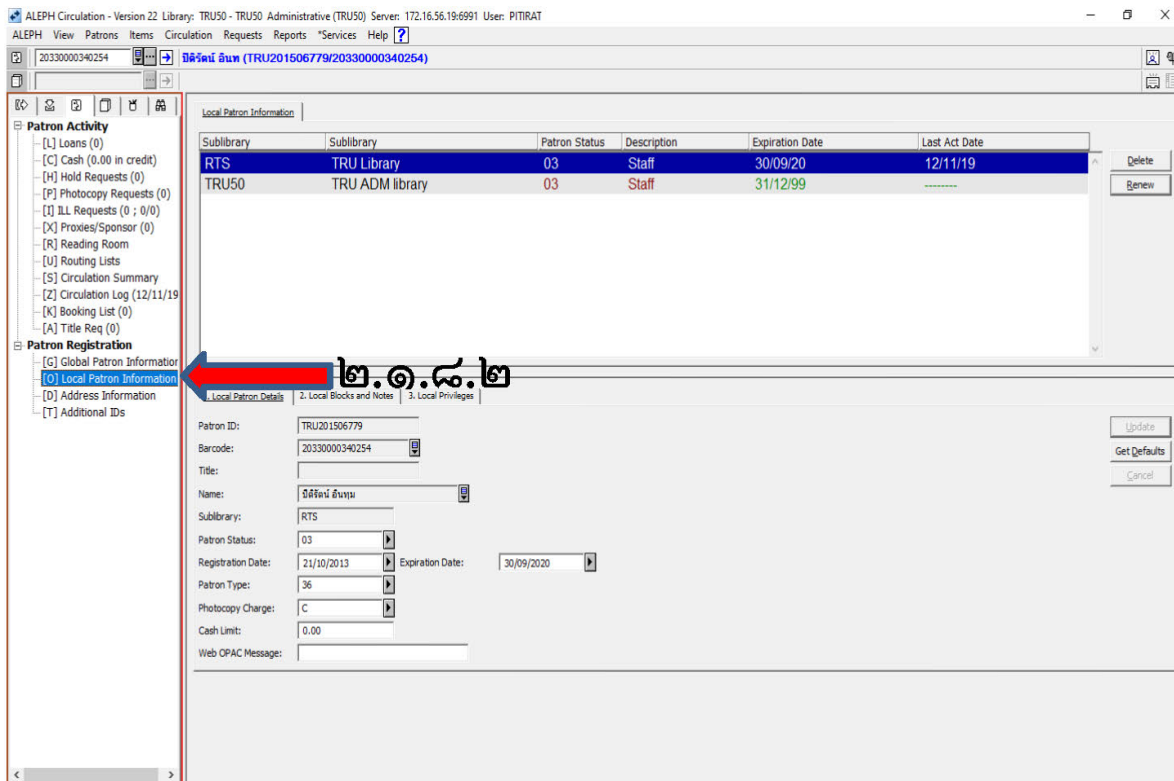 ALEPH Circulation - Version 22 Library: TRU50 - TRU50 Administrative (TRU50) Server: 172.16.56.19:6991 User: PITIRAT
ALEPH View Patrons Items Circulation Requests Reports *Services Help ?
20330000340254 ปิติรัตน์ อินท (TRU201506779/20330000340254)
Patron Activity
[L] Loans (0)
[C] Cash (0.00 in credit)
[H] Hold Requests (0)
[P] Photocopy Requests (0)
[I] ILL Requests (0 ; 0/0)
[X] Proxies/Sponsor (0)
[R] Reading Room
[U] Routing Lists
[S] Circulation Summary
[Z] Circulation Log (12/11/19
[K] Booking List (0)
[A] Title Req (0)
Patron Registration
[G] Global Patron Information
[O] Local Patron Information
[D] Address Information
[T] Additional IDs
Local Patron Information
Sublibrary Sublibrary Patron Status Description Expiration Date Last Act Date
RTS TRU Library 03 Staff 30/09/20 12/11/19
TRU50 TRU ADM library 03 Staff 31/12/99 --------
Delete
Renew
๒.๑.๘.๒
1. Local Patron Details 2. Local Blocks and Notes 3. Local Privileges
Patron ID: TRU201506779
Barcode: 20330000340254
Title:
Name: ปิติรัตน์ อินทุม
Sublibrary: RTS
Patron Status: 03
Registration Date: 21/10/2013 Expiration Date: 30/09/2020
Patron Type: 36
Photocopy Charge: C
Cash Limit: 0.00
Web OPAC Message:
Update
Get Defaults
Cancel